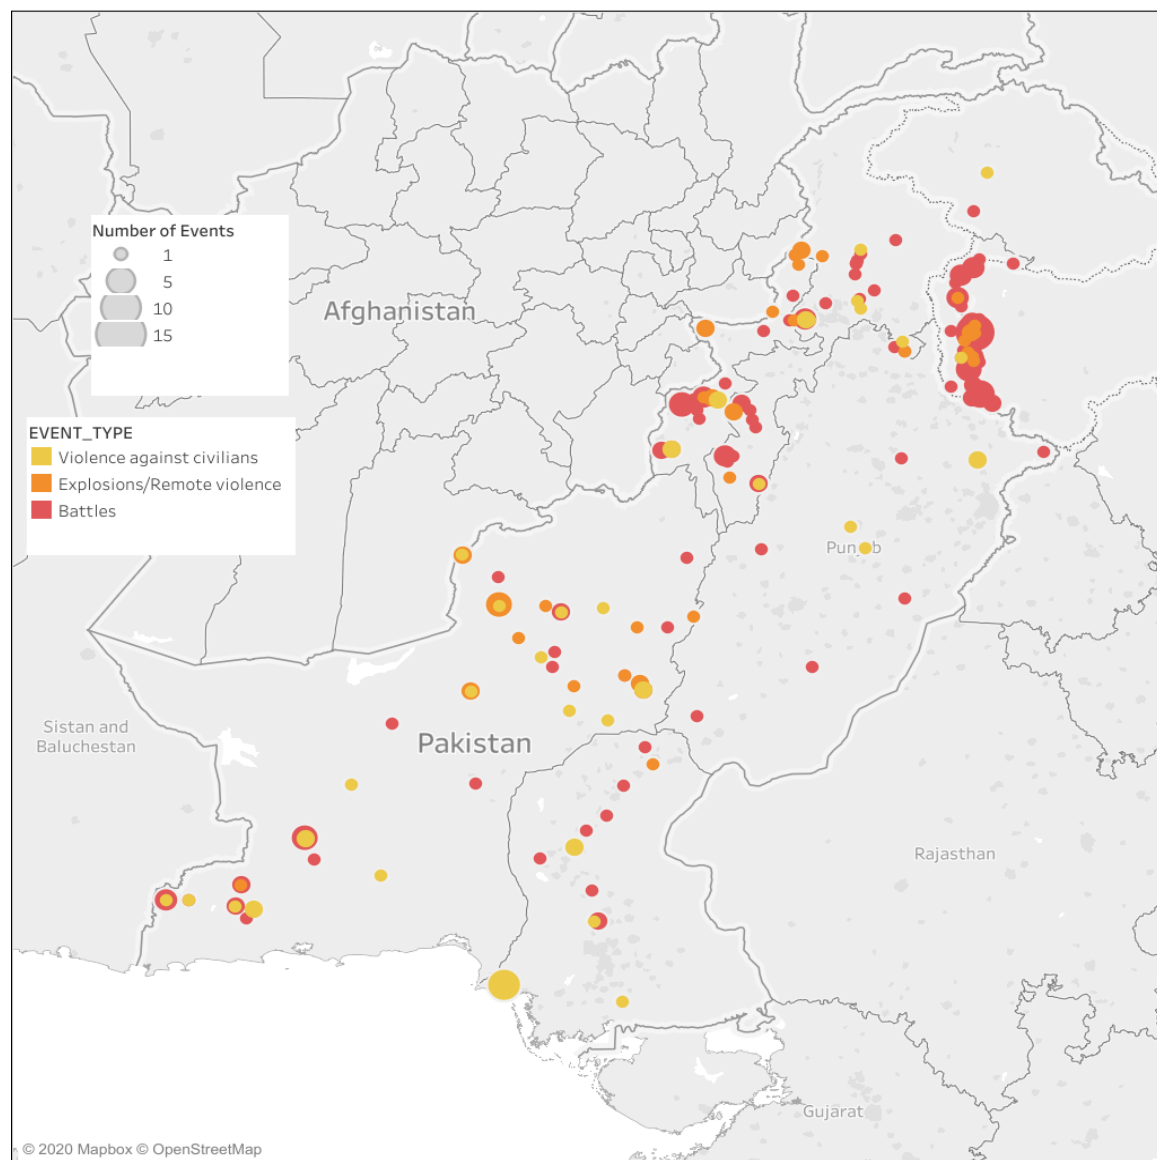 Number of Events
1
5
10
15
Afghanistan
EVENT_TYPE
Violence against civilians
Explosions/Remote violence
Battles
Punjab
Sistan and
Baluchestan
Pakistan
Rajasthan
Gujarat
© 2020 Mapbox © OpenStreetMap